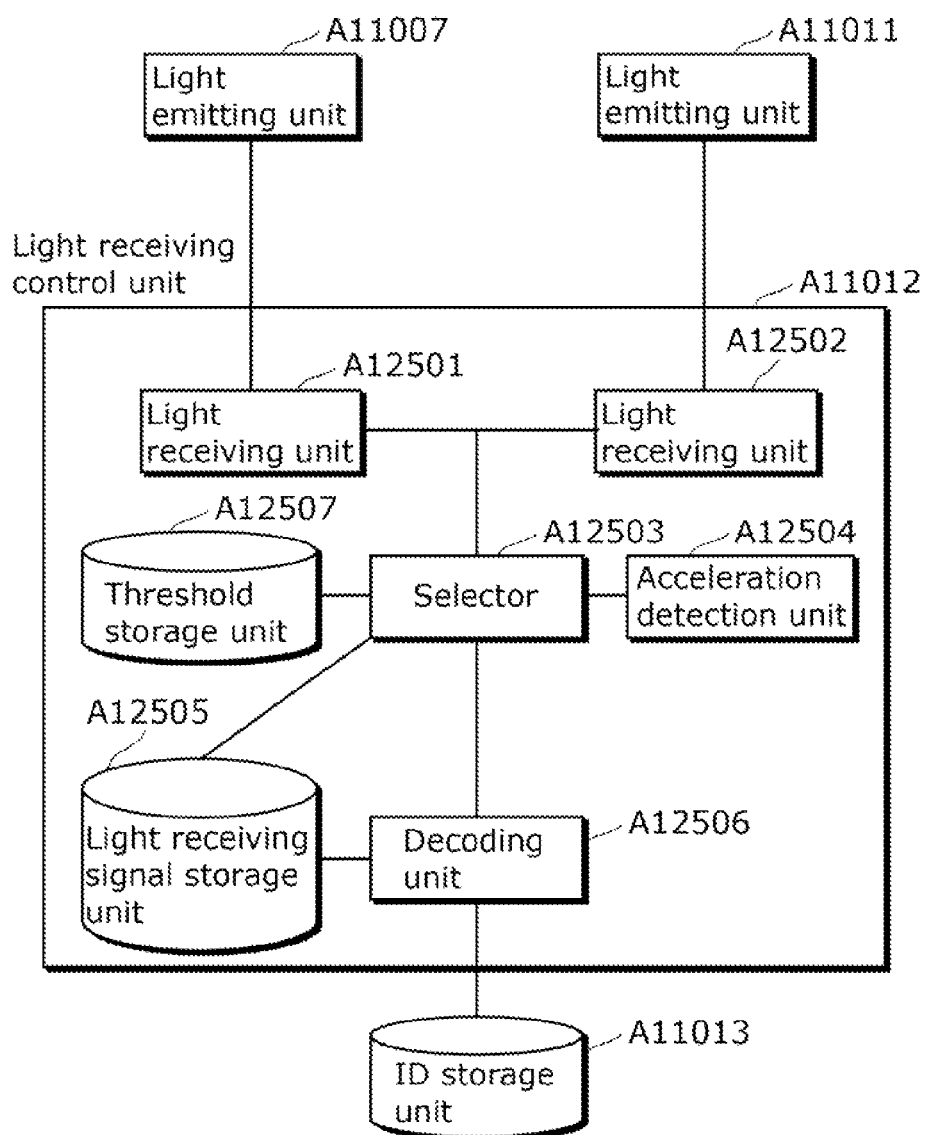 A11007
A11011
Light
emitting unit
Light
emitting unit
Light receiving
control unit
A11012
A12501
A12502
Light
receiving unit
Light
receiving unit
A12507
A12503
A12504
Threshold
storage unit
Selector
Acceleration
detection unit
A12505
Light receiving
signal storage
unit
Decoding
unit
A12506
ID storage
unit
A11013